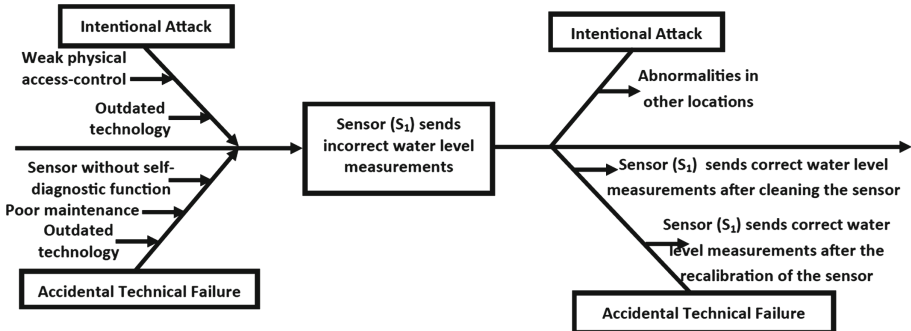 Intentional Attack
Weak physical
access-control
Outdated
technology
Sensor without self-
diagnostic function
Poor maintenance
Outdated
technology
Accidental Technical Failure
Sensor (S₁) sends
incorrect water level
measurements
Intentional Attack
Abnormalities in
other locations
Sensor (S₁) sends correct water level
measurements after cleaning the sensor
Sensor (S₁) sends correct water
level measurements after the
recalibration of the sensor
Accidental Technical Failure